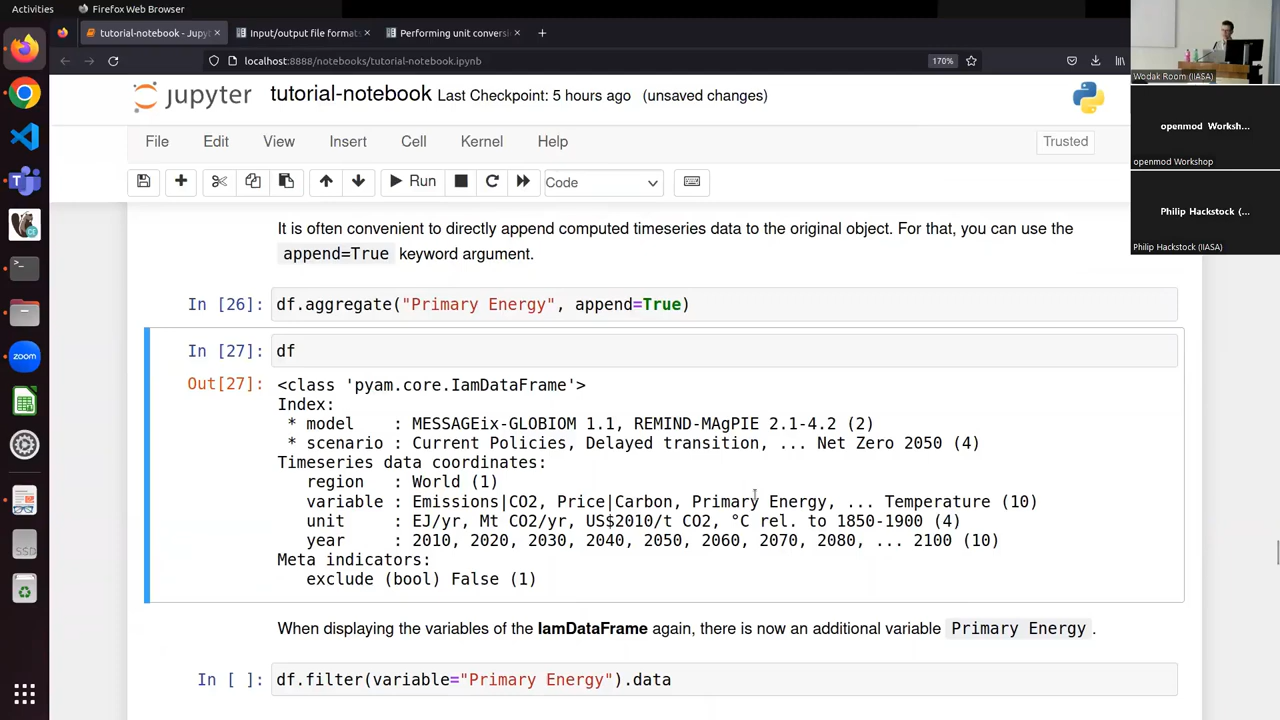 Activities
Firefox Web Browser
tutorial-notebook - Jupy
Input/output file formats
Performing unit conversi
localhost:8888/notebooks/tutorial-notebook.ipynb
170%
jupyter tutorial-notebook Last Checkpoint: 5 hours ago (unsaved changes)
File Edit View Insert Cell Kernel Help
Trusted
Run
Code
It is often convenient to directly append computed timeseries data to the original object. For that, you can use the
append=True keyword argument.
In [26]: df.aggregate("Primary Energy", append=True)
In [27]: df
Out[27]: <class 'pyam.core.IamDataFrame'>
Index:
* model : MESSAGEix-GLOBIOM 1.1, REMIND-MAgPIE 2.1-4.2 (2)
* scenario : Current Policies, Delayed transition, ... Net Zero 2050 (4)
Timeseries data coordinates:
region : World (1)
variable : Emissions|CO2, Price|Carbon, Primary Energy, ... Temperature (10)
unit : EJ/yr, Mt CO2/yr, US$2010/t CO2, °C rel. to 1850-1900 (4)
year : 2010, 2020, 2030, 2040, 2050, 2060, 2070, 2080, ... 2100 (10)
Meta indicators:
exclude (bool) False (1)
When displaying the variables of the IamDataFrame again, there is now an additional variable Primary Energy .
In [ ]: df.filter(variable="Primary Energy").data
Wodak Room (IIASA)
openmod Worksh...
openmod Workshop
Philip Hackstock (...
Philip Hackstock (IIASA)
zoom
SSD